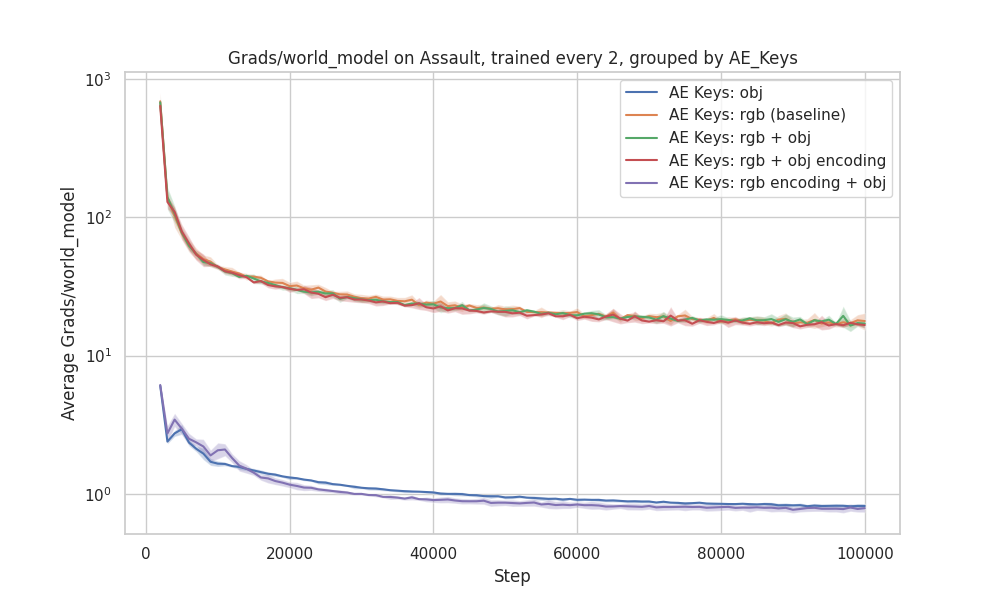 Grads/world_model on Assault, trained every 2, grouped by AE_Keys
AE Keys: obj
AE Keys: rgb (baseline)
AE Keys: rgb + obj
AE Keys: rgb + obj encoding
AE Keys: rgb encoding + obj
Average Grads/world_model
10³
10²
10¹
10⁰
0 20000 40000 60000 80000 100000
Step